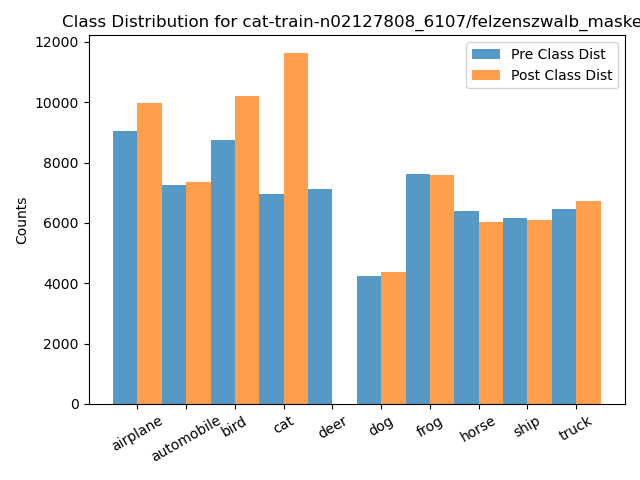 Class Distribution for cat-train-n02127808_6107/felzenszwalb_maske
Pre Class Dist
Post Class Dist
Counts
12000
10000
8000
6000
4000
2000
0
airplane
automobile
bird
cat
deer
dog
frog
horse
ship
truck